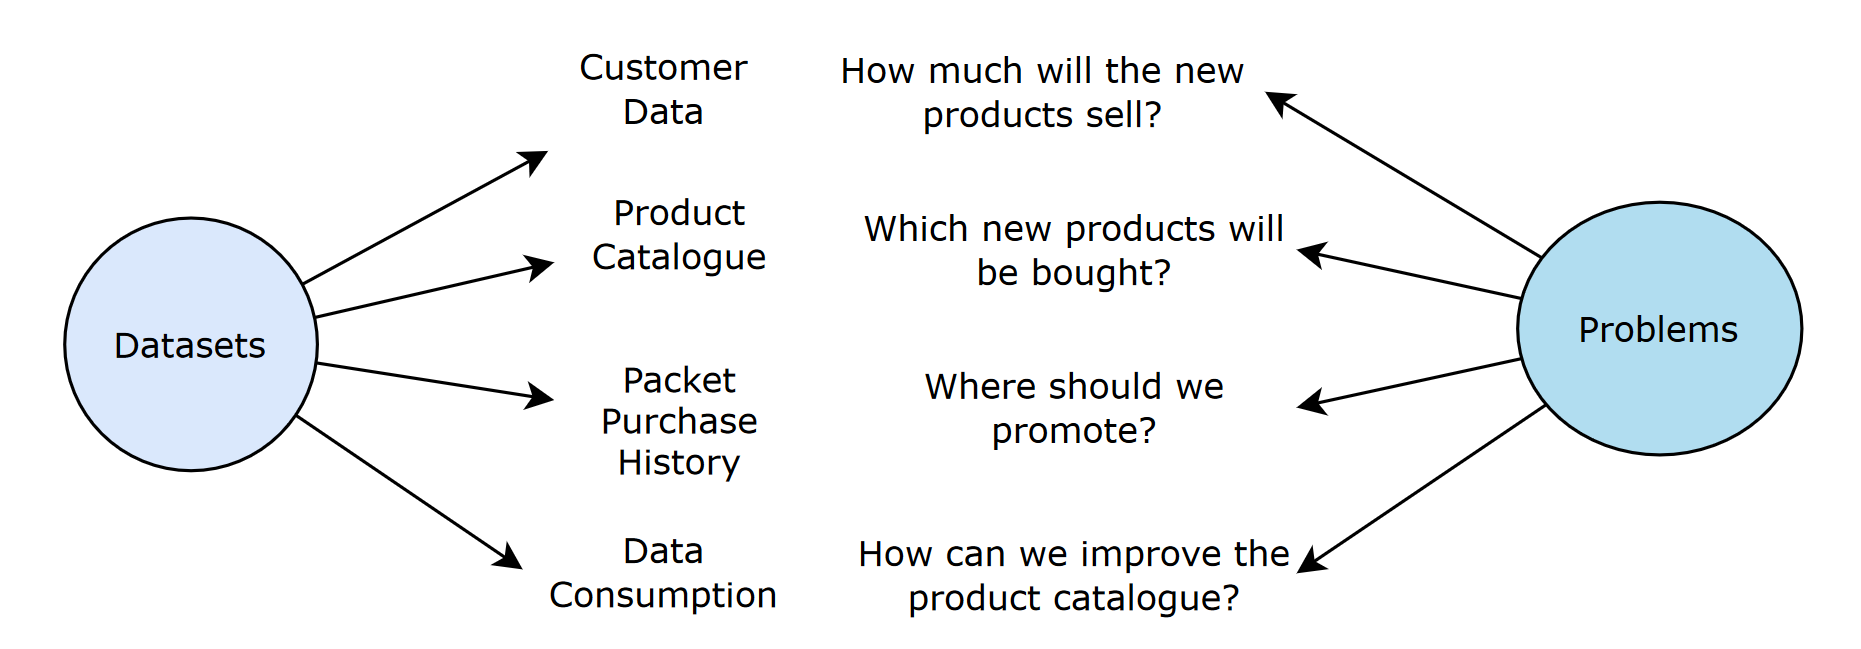 Customer
Data
Product
Catalogue
Datasets
Packet
Purchase
History
Data
Consumption
How much will the new
products sell?
Which new products will
be bought?
Where should we
promote?
How can we improve the
product catalogue?
Problems